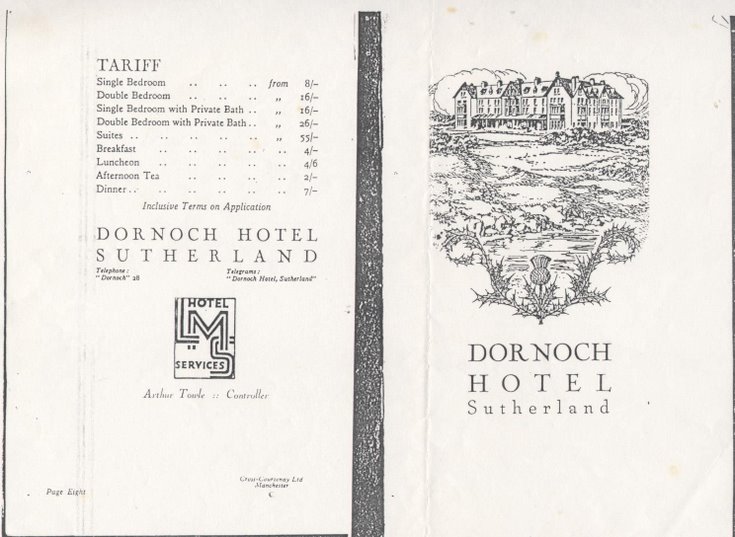 TARIFF
Single Bedroom .. .. .. from 8/–
Double Bedroom .. .. .. „ 16/–
Single Bedroom with Private Bath .. „ 16/–
Double Bedroom with Private Bath .. „ 26/–
Suites .. .. .. .. .. „ 55/–
Breakfast .. .. .. .. .. 4/–
Luncheon .. .. .. .. .. 4/6
Afternoon Tea .. .. .. .. 2/–
Dinner .. .. .. .. .. .. 7/–
Inclusive Terms on Application
DORNOCH HOTEL
SUTHERLAND
Telephone : Telegrams :
"Dornoch" 28 "Dornoch Hotel, Sutherland"
HOTEL
LMS
SERVICES
Arthur Towle :: Controller
Cross-Courtenay Ltd
Manchester
Page Eight
DORNOCH
HOTEL
Sutherland